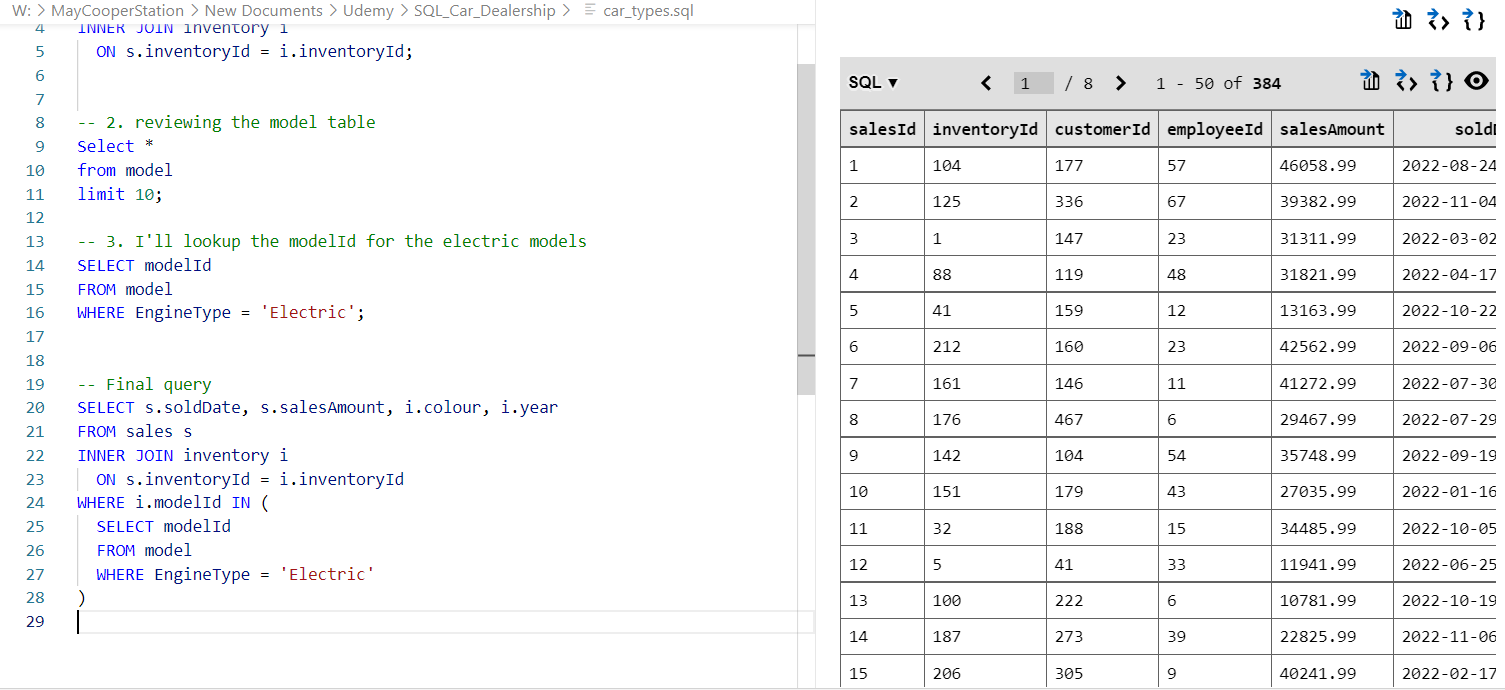 W: > MayCooperStation > New Documents > Udemy > SQL_Car_Dealership > car_types.sql
4 INNER JOIN inventory i
5 ON s.inventoryId = i.inventoryId;
6
7
8 -- 2. reviewing the model table
9 Select *
10 from model
11 limit 10;
12
13 -- 3. I'll lookup the modelId for the electric models
14 SELECT modelId
15 FROM model
16 WHERE EngineType = 'Electric';
17
18
19 -- Final query
20 SELECT s.soldDate, s.salesAmount, i.colour, i.year
21 FROM sales s
22 INNER JOIN inventory i
23 ON s.inventoryId = i.inventoryId
24 WHERE i.modelId IN (
25 SELECT modelId
26 FROM model
27 WHERE EngineType = 'Electric'
28 )
29
SQL ▼ < 1 / 8 > 1 - 50 of 384
salesId inventoryId customerId employeeId salesAmount sold
1 104 177 57 46058.99 2022-08-24
2 125 336 67 39382.99 2022-11-04
3 1 147 23 31311.99 2022-03-02
4 88 119 48 31821.99 2022-04-17
5 41 159 12 13163.99 2022-10-22
6 212 160 23 42562.99 2022-09-06
7 161 146 11 41272.99 2022-07-30
8 176 467 6 29467.99 2022-07-29
9 142 104 54 35748.99 2022-09-19
10 151 179 43 27035.99 2022-01-16
11 32 188 15 34485.99 2022-10-05
12 5 41 33 11941.99 2022-06-25
13 100 222 6 10781.99 2022-10-19
14 187 273 39 22825.99 2022-11-06
15 206 305 9 40241.99 2022-02-17